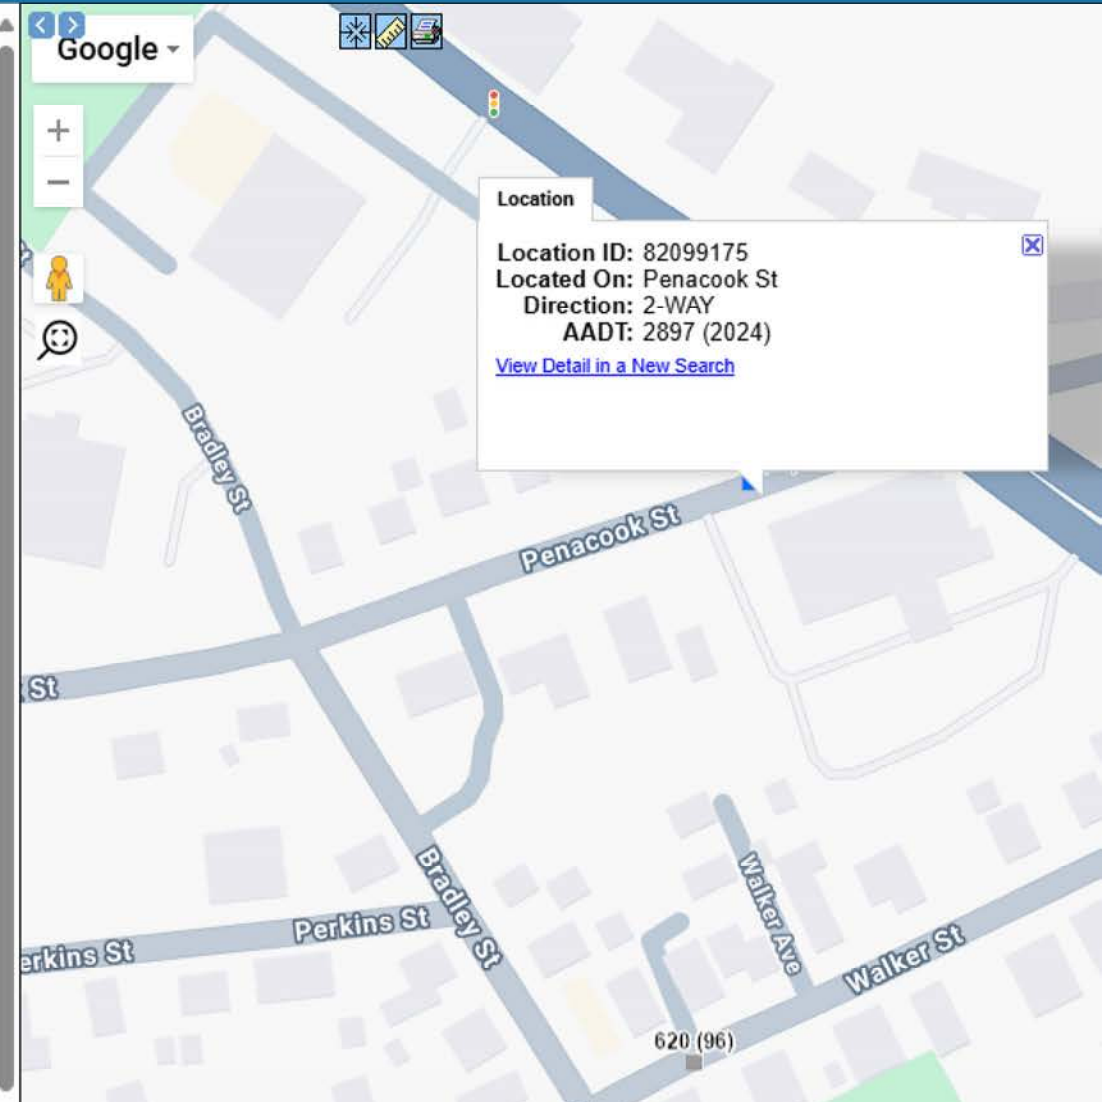 Google
Location
Location ID: 82099175
Located On: Penacook St
Direction: 2-WAY
AADT: 2897 (2024)
View Detail in a New Search
Bradley St
Penacook St
St
Bradley St
Walker Ave
Perkins St
erkins St
Walker St
620 (96)